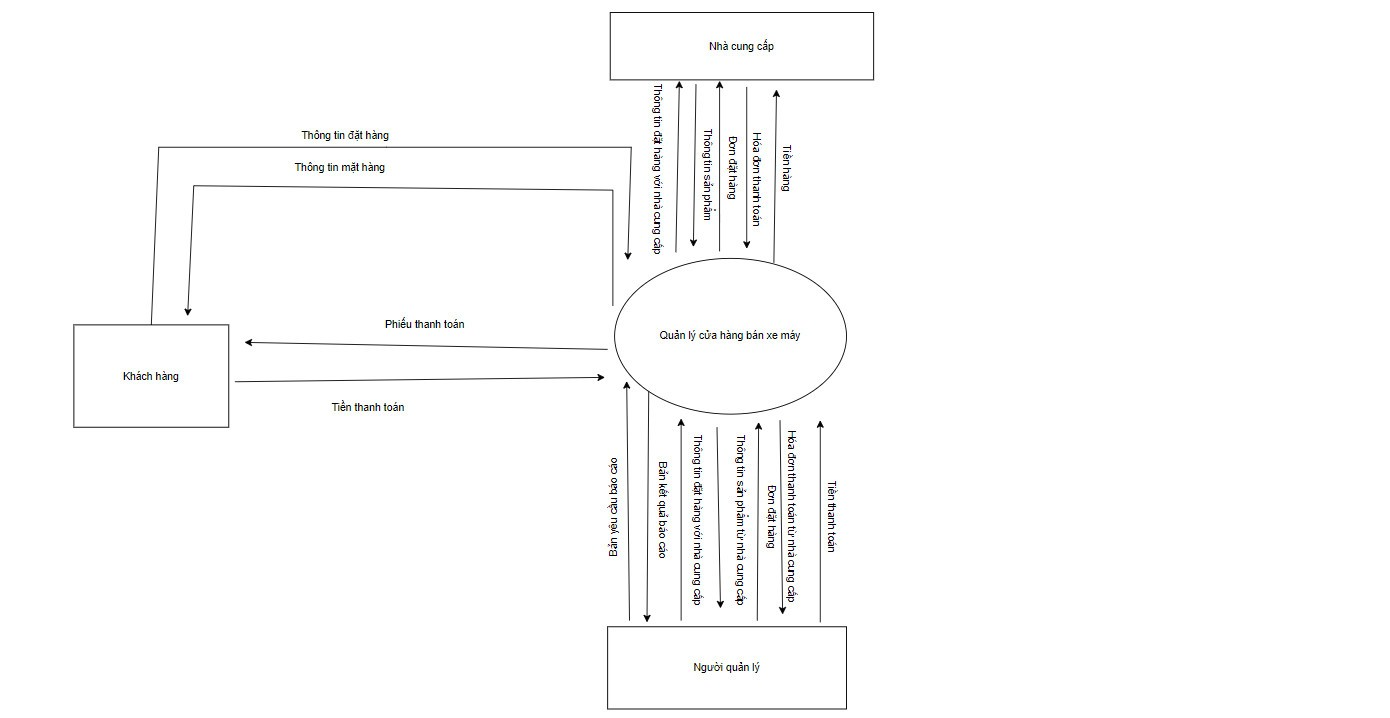 Nhà cung cấp
Thông tin đặt hàng với nhà cung cấp
Thông tin sản phẩm
Đơn đặt hàng
Hóa đơn thanh toán
Tiền hàng
Thông tin đặt hàng
Thông tin mặt hàng
Quản lý cửa hàng bán xe máy
Phiếu thanh toán
Khách hàng
Tiền thanh toán
Bản yêu cầu báo cáo
Bản kết quả báo cáo
Thông tin đặt hàng với nhà cung cấp
Thông tin sản phẩm từ nhà cung cấp
Đơn đặt hàng
Hóa đơn thanh toán từ nhà cung cấp
Tiền thanh toán
Người quản lý